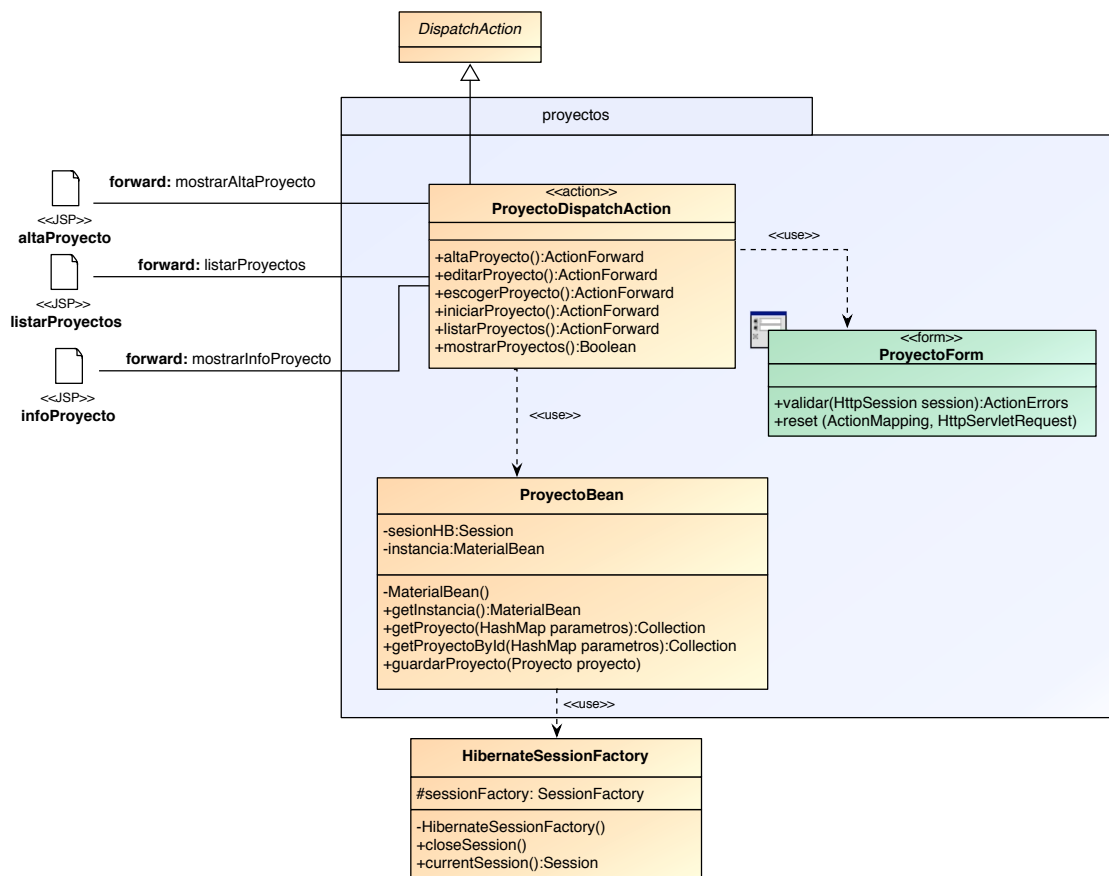 DispatchAction
proyectos
forward: mostrarAltaProyecto
<<JSP>>
altaProyecto
forward: listarProyectos
<<JSP>>
listarProyectos
forward: mostrarInfoProyecto
<<JSP>>
infoProyecto
<<action>>
ProyectoDispatchAction
+altaProyecto():ActionForward
+editarProyecto():ActionForward
+escogerProyecto():ActionForward
+iniciarProyecto():ActionForward
+listarProyectos():ActionForward
+mostrarProyectos():Boolean
<<use>>
<<form>>
ProyectoForm
+validar(HttpSession session):ActionErrors
+reset (ActionMapping, HttpServletRequest)
<<use>>
ProyectoBean
-sesionHB:Session
-instancia:MaterialBean
-MaterialBean()
+getInstancia():MaterialBean
+getProyecto(HashMap parametros):Collection
+getProyectoById(HashMap parametros):Collection
+guardarProyecto(Proyecto proyecto)
<<use>>
HibernateSessionFactory
#sessionFactory: SessionFactory
-HibernateSessionFactory()
+closeSession()
+currentSession():Session